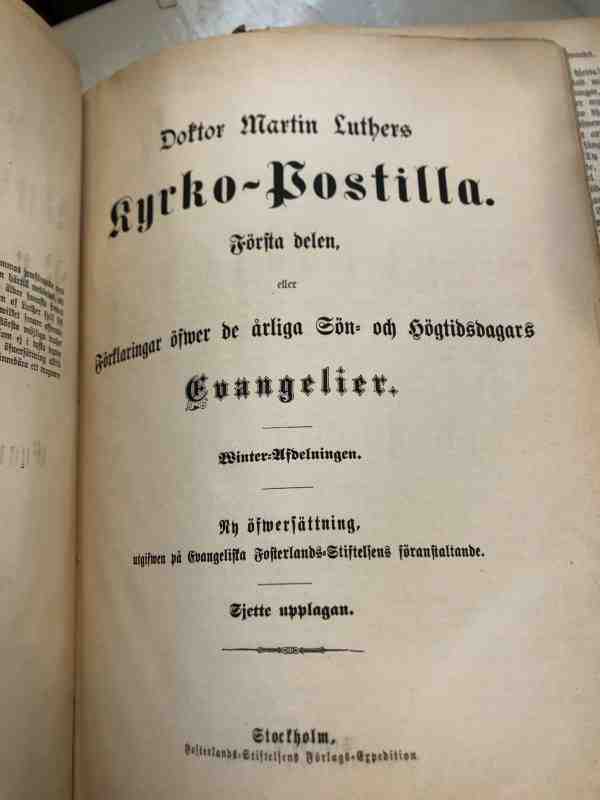 Doktor Martin Luthers
Kyrko-Postilla.
Första delen,
eller
Förklaringar öfwer de årliga Sön- och Högtidsdagars
Evangelier.
Winter-Afdelningen.
Ny öfwersättning,
utgifwen på Evangeliska Fosterlands-Stiftelsens föranstaltande.
Sjette upplagan.
Stockholm,
Fosterlands-Stiftelsens Förlags-Expedition